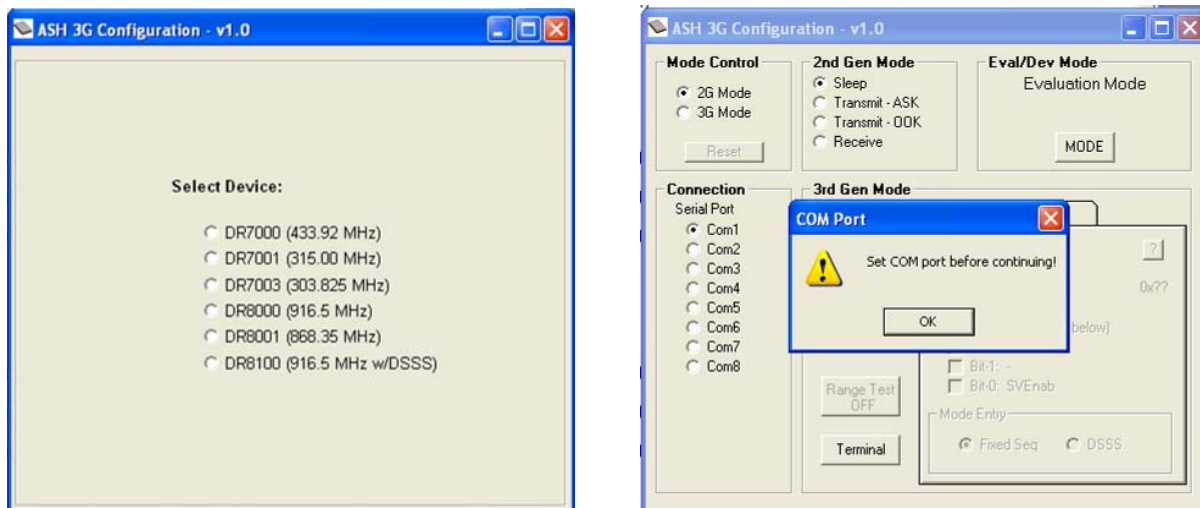 ASH 3G Configuration - v1.0
Select Device:
DR7000 (433.92 MHz)
DR7001 (315.00 MHz)
DR7003 (303.825 MHz)
DR8000 (916.5 MHz)
DR8001 (868.35 MHz)
DR8100 (916.5 MHz w/DSSS)
ASH 3G Configuration - v1.0
Mode Control
2G Mode
3G Mode
Reset
2nd Gen Mode
Sleep
Transmit - ASK
Transmit - OOK
Receive
Eval/Dev Mode
Evaluation Mode
MODE
Connection
Serial Port
Com1
Com2
Com3
Com4
Com5
Com6
Com7
Com8
3rd Gen Mode
COM Port
Set COM port before continuing!
OK
?
0x??
below)
Bit-1: -
Bit-0: SVEnab
Range Test
OFF
Mode Entry
Fixed Seq
DSSS
Terminal